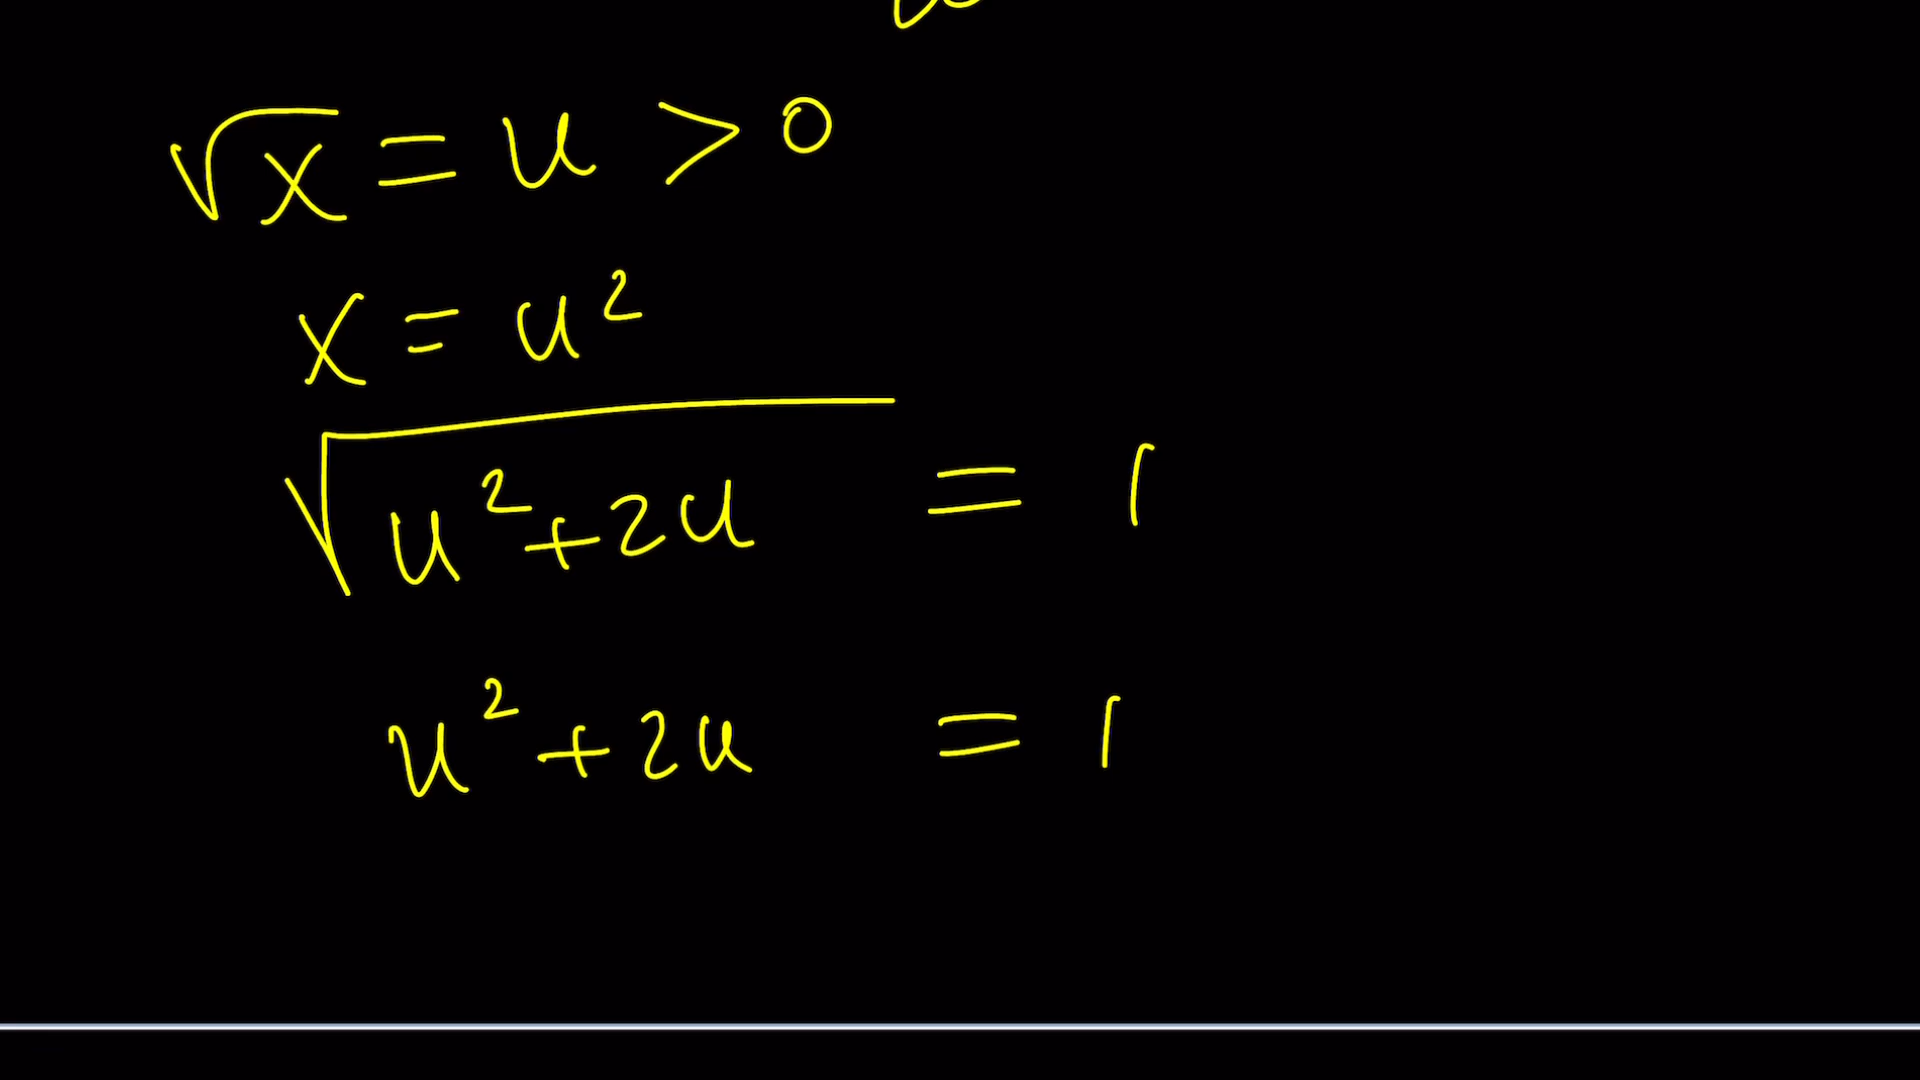 √x = u > 0
x = u²
√(u²+2u) = 1
u² + 2u = 1